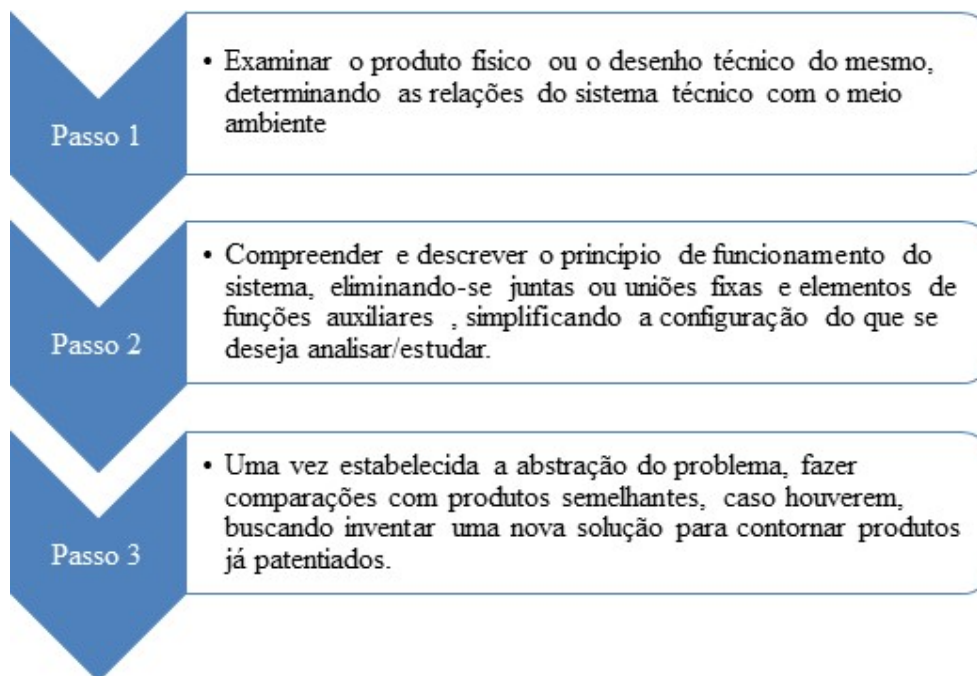 Passo 1
• Examinar o produto fisico ou o desenho técnico do mesmo,
determinando as relações do sistema técnico com o meio
ambiente
Passo 2
• Compreender e descrever o principio de funcionamento do
sistema, eliminando-se juntas ou uniões fixas e elementos de
funções auxiliares , simplificando a configuração do que se
deseja analisar/estudar.
Passo 3
• Uma vez estabelecida a abstração do problema, fazer
comparações com produtos semelhantes, caso houverem,
buscando inventar uma nova solução para contornar produtos
já patentiados.